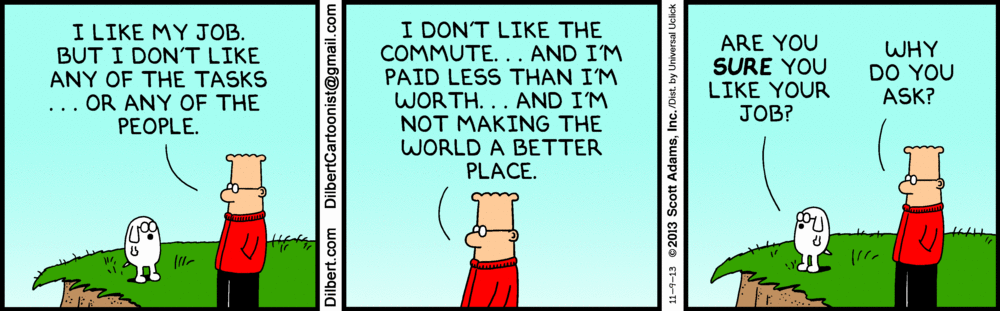 I LIKE MY JOB.
BUT I DON'T LIKE
ANY OF THE TASKS
...OR ANY OF THE
PEOPLE.
Dilbert.com DilbertCartoonist@gmail.com
I DON'T LIKE THE
COMMUTE...AND I'M
PAID LESS THAN I'M
WORTH...AND I'M
NOT MAKING THE
WORLD A BETTER
PLACE.
11-9-13 ©2013 Scott Adams, Inc. /Dist. by Universal Uclick
ARE YOU
SURE YOU
LIKE YOUR
JOB?
WHY
DO YOU
ASK?